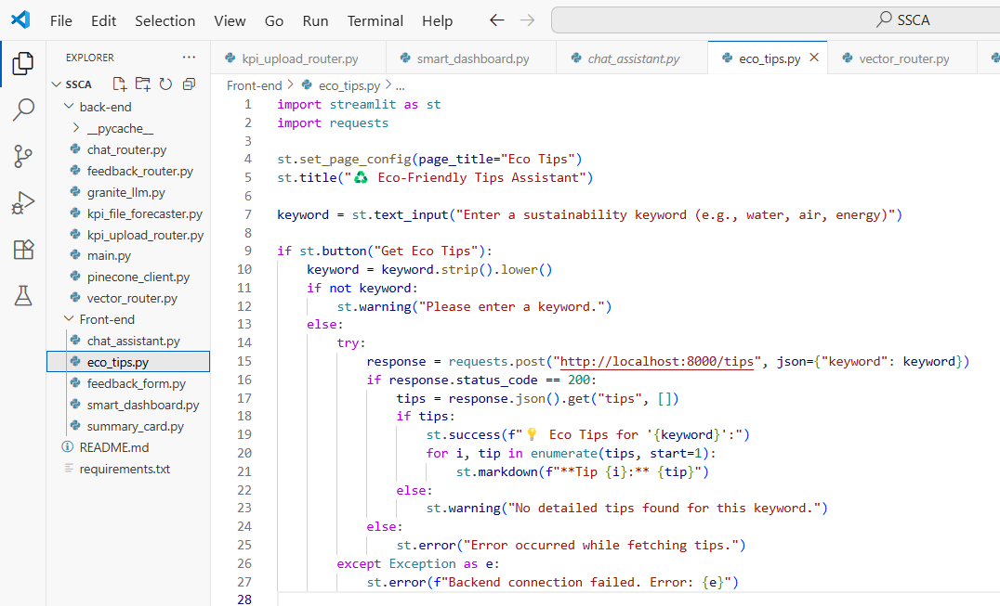 File Edit Selection View Go Run Terminal Help ← → SSCA
EXPLORER ...
kpi_upload_router.py smart_dashboard.py chat_assistant.py eco_tips.py × vector_router.py
SSCA
back-end
__pycache__
chat_router.py
feedback_router.py
granite_llm.py
kpi_file_forecaster.py
kpi_upload_router.py
main.py
pinecone_client.py
vector_router.py
Front-end
chat_assistant.py
eco_tips.py
feedback_form.py
smart_dashboard.py
summary_card.py
README.md
requirements.txt
Front-end > eco_tips.py > ...
1 import streamlit as st
2 import requests
3
4 st.set_page_config(page_title="Eco Tips")
5 st.title("♻️ Eco-Friendly Tips Assistant")
6
7 keyword = st.text_input("Enter a sustainability keyword (e.g., water, air, energy)")
8
9 if st.button("Get Eco Tips"):
10     keyword = keyword.strip().lower()
11     if not keyword:
12         st.warning("Please enter a keyword.")
13     else:
14         try:
15             response = requests.post("http://localhost:8000/tips", json={"keyword": keyword})
16             if response.status_code == 200:
17                 tips = response.json().get("tips", [])
18                 if tips:
19                     st.success(f"💡 Eco Tips for '{keyword}':")
20                     for i, tip in enumerate(tips, start=1):
21                         st.markdown(f"**Tip {i}:** {tip}")
22                 else:
23                     st.warning("No detailed tips found for this keyword.")
24             else:
25                 st.error("Error occurred while fetching tips.")
26         except Exception as e:
27             st.error(f"Backend connection failed. Error: {e}")
28